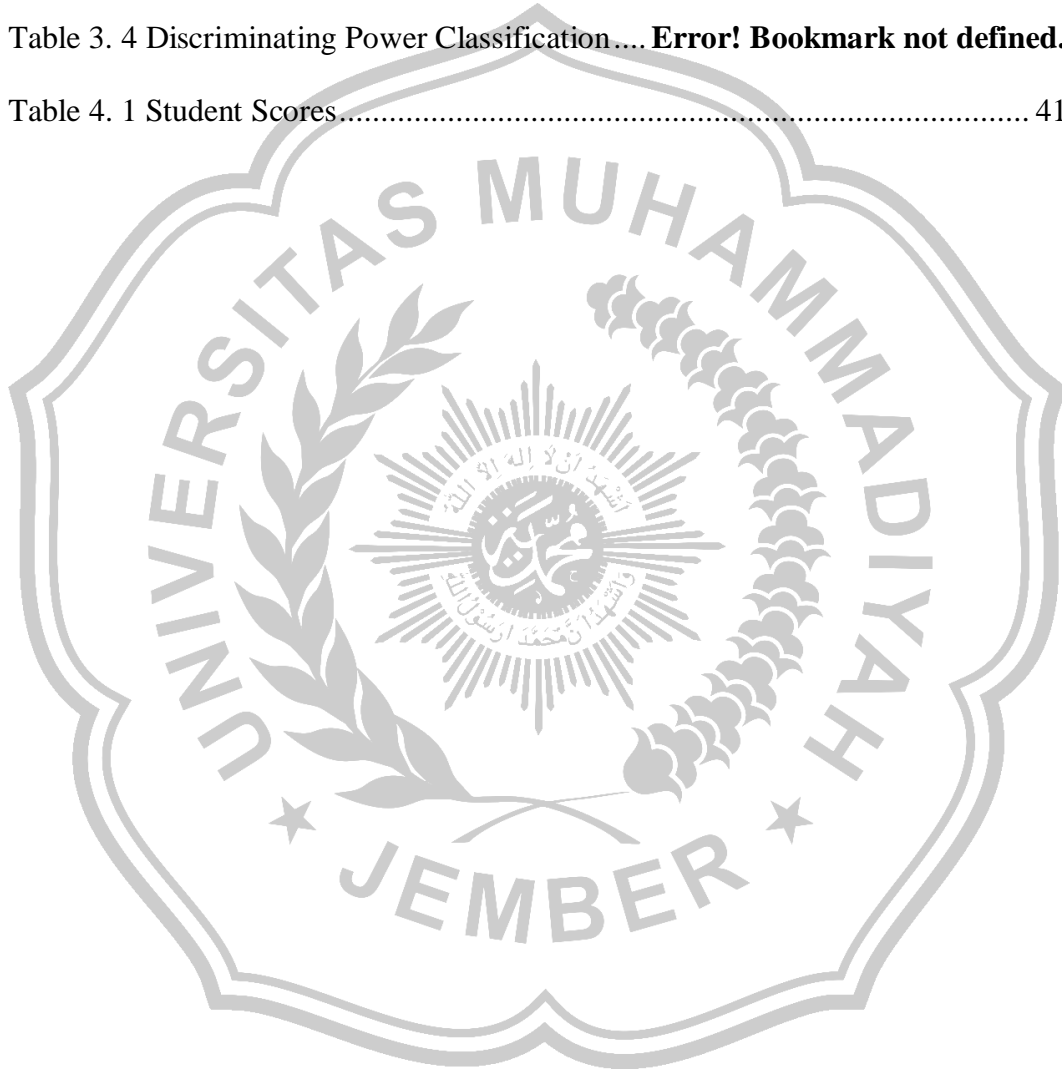 Table 3. 4 Discriminating Power Classification.... Error! Bookmark not defined.
Table 4. 1 Student Scores.................................................................................. 41
UNIVERSITAS MUHAMMADIYAH
JEMBER